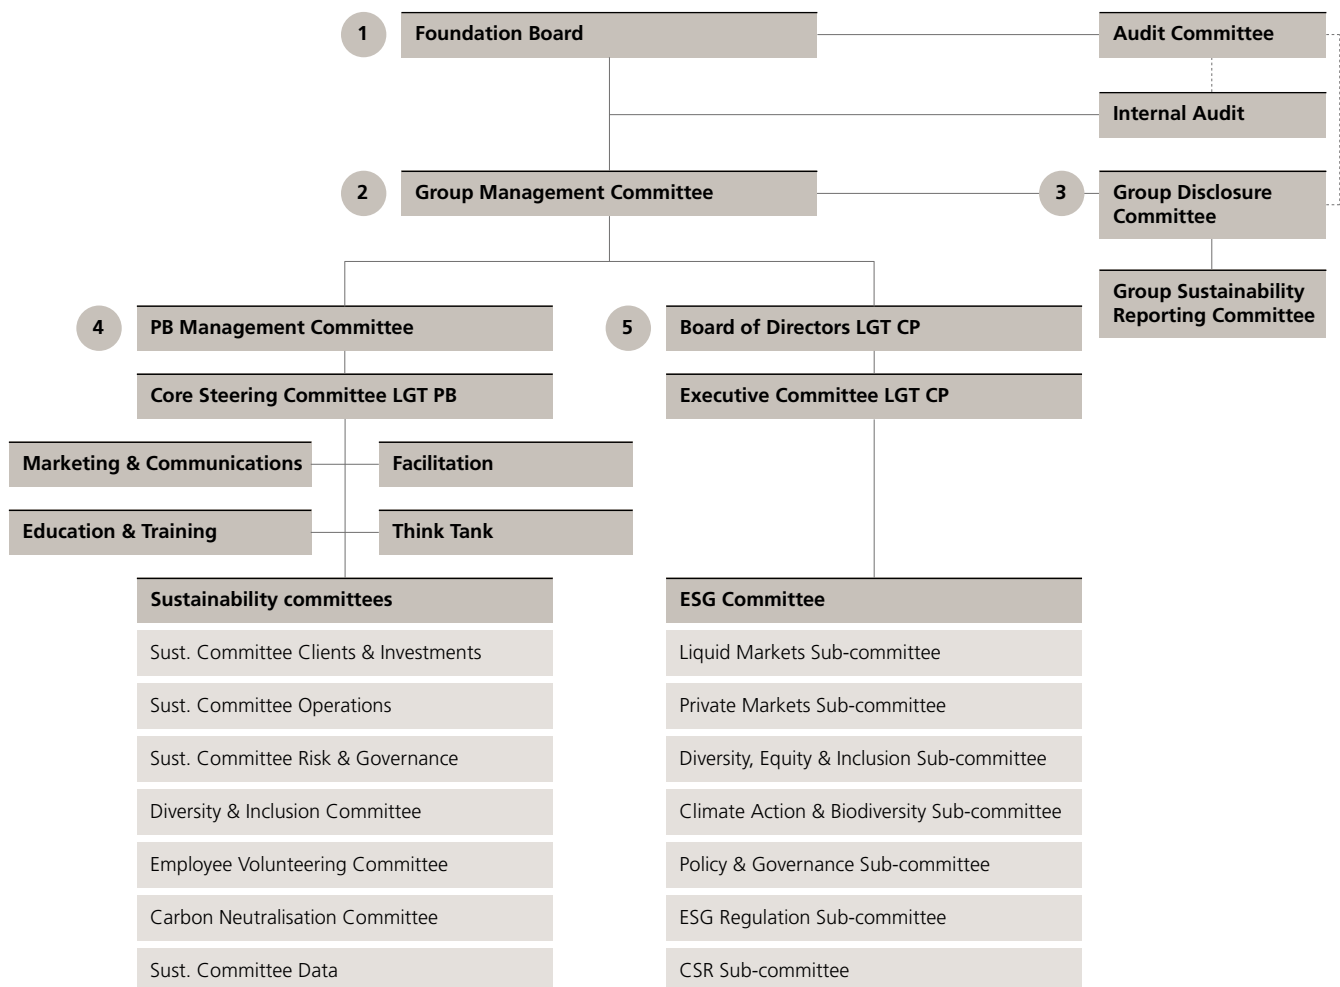 1
Foundation Board
Audit Committee
Internal Audit
2
Group Management Committee
3
Group Disclosure
Committee
Group Sustainability
Reporting Committee
4
PB Management Committee
5
Board of Directors LGT CP
Core Steering Committee LGT PB
Executive Committee LGT CP
Marketing & Communications
Facilitation
Education & Training
Think Tank
Sustainability committees
Sust. Committee Clients & Investments
Sust. Committee Operations
Sust. Committee Risk & Governance
Diversity & Inclusion Committee
Employee Volunteering Committee
Carbon Neutralisation Committee
Sust. Committee Data
ESG Committee
Liquid Markets Sub-committee
Private Markets Sub-committee
Diversity, Equity & Inclusion Sub-committee
Climate Action & Biodiversity Sub-committee
Policy & Governance Sub-committee
ESG Regulation Sub-committee
CSR Sub-committee